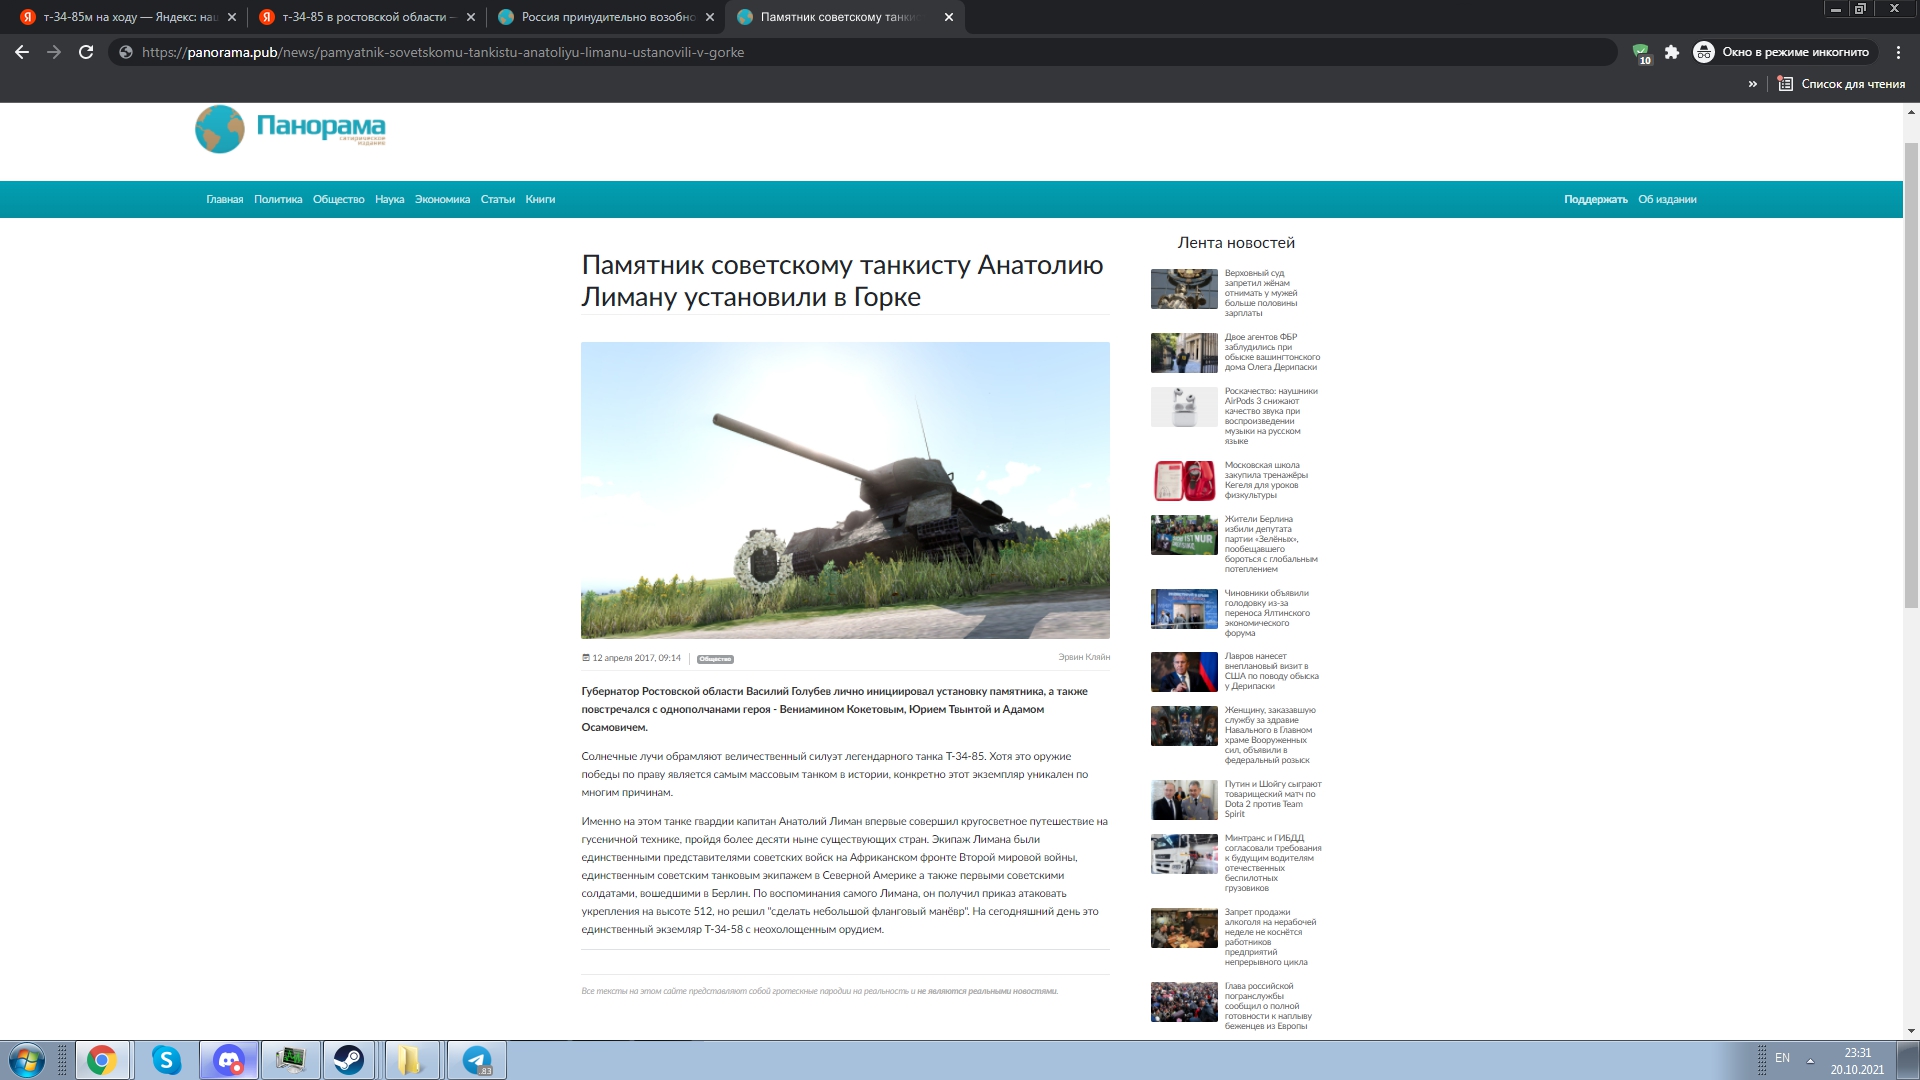 т-34-85м на ходу — Яндекс: наш
т-34-85 в ростовской области —
Россия принудительно возобно
Памятник советскому танкис
https://panorama.pub/news/pamyatnik-sovetskomu-tankistu-anatoliyu-limanu-ustanovili-v-gorke
10
Окно в режиме инкогнито
Список для чтения
Панорама
сатирическое
издание
Главная Политика Общество Наука Экономика Статьи Книги
Поддержать Об издании
Памятник советскому танкисту Анатолию
Лиману установили в Горке
12 апреля 2017, 09:14
Общество
Эрвин Кляйн
Губернатор Ростовской области Василий Голубев лично инициировал установку памятника, а также
повстречался с однополчанами героя - Вениамином Кокетовым, Юрием Твынтой и Адамом
Осамовичем.
Солнечные лучи обрамляют величественный силуэт легендарного танка Т-34-85. Хотя это оружие
победы по праву является самым массовым танком в истории, конкретно этот экземпляр уникален по
многим причинам.
Именно на этом танке гвардии капитан Анатолий Лиман впервые совершил кругосветное путешествие на
гусеничной технике, пройдя более десяти ныне существующих стран. Экипаж Лимана были
единственными представителями советских войск на Африканском фронте Второй мировой войны,
единственным советским танковым экипажем в Северной Америке а также первыми советскими
солдатами, вошедшими в Берлин. По воспоминания самого Лимана, он получил приказ атаковать
укрепления на высоте 512, но решил "сделать небольшой фланговый манёвр". На сегодняшний день это
единственный экземляр Т-34-58 с неохолощенным орудием.
Все тексты на этом сайте представляют собой гротескные пародии на реальность и не являются реальными новостями.
Лента новостей
Верховный суд
запретил жёнам
отнимать у мужей
больше половины
зарплаты
Двое агентов ФБР
заблудились при
обыске вашингтонского
дома Олега Дерипаски
Роскачество: наушники
AirPods 3 снижают
качество звука при
воспроизведении
музыки на русском
языке
Московская школа
закупила тренажёры
Кегеля для уроков
физкультуры
IST NUR
Жители Берлина
избили депутата
партии «Зелёных»,
пообещавшего
бороться с глобальным
потеплением
Чиновники объявили
голодовку из-за
переноса Ялтинского
экономического
форума
Лавров нанесет
внеплановый визит в
США по поводу обыска
у Дерипаски
Женщину, заказавшую
службу за здравие
Навального в Главном
храме Вооруженных
сил, объявили в
федеральный розыск
Путин и Шойгу сыграют
товарищеский матч по
Dota 2 против Team
Spirit
Минтранс и ГИБДД
согласовали требования
к будущим водителям
отечественных
беспилотных
грузовиков
Запрет продажи
алкоголя на нерабочей
неделе не коснётся
работников
предприятий
непрерывного цикла
Глава российской
погранслужбы
сообщил о полной
готовности к наплыву
беженцев из Европы
83
EN
23:31
20.10.2021